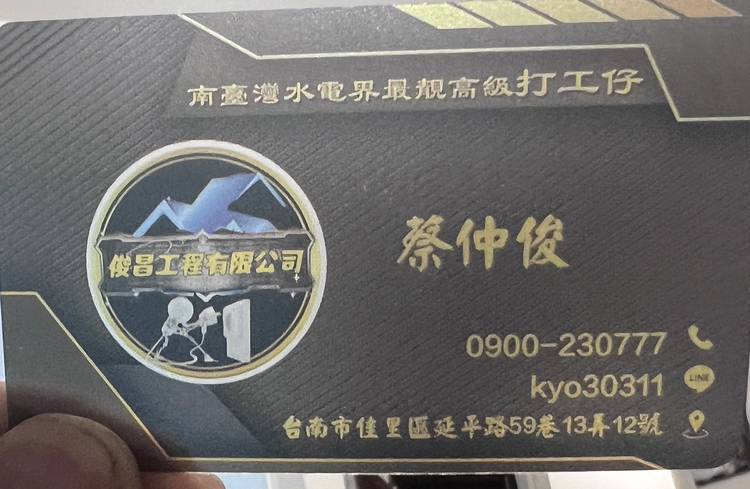 南臺灣水電界最靚高級打工仔
俊昌工程有限公司
蔡仲俊
0900-230777
kyo30311
LINE
台南市佳里區延平路59巷13弄12號